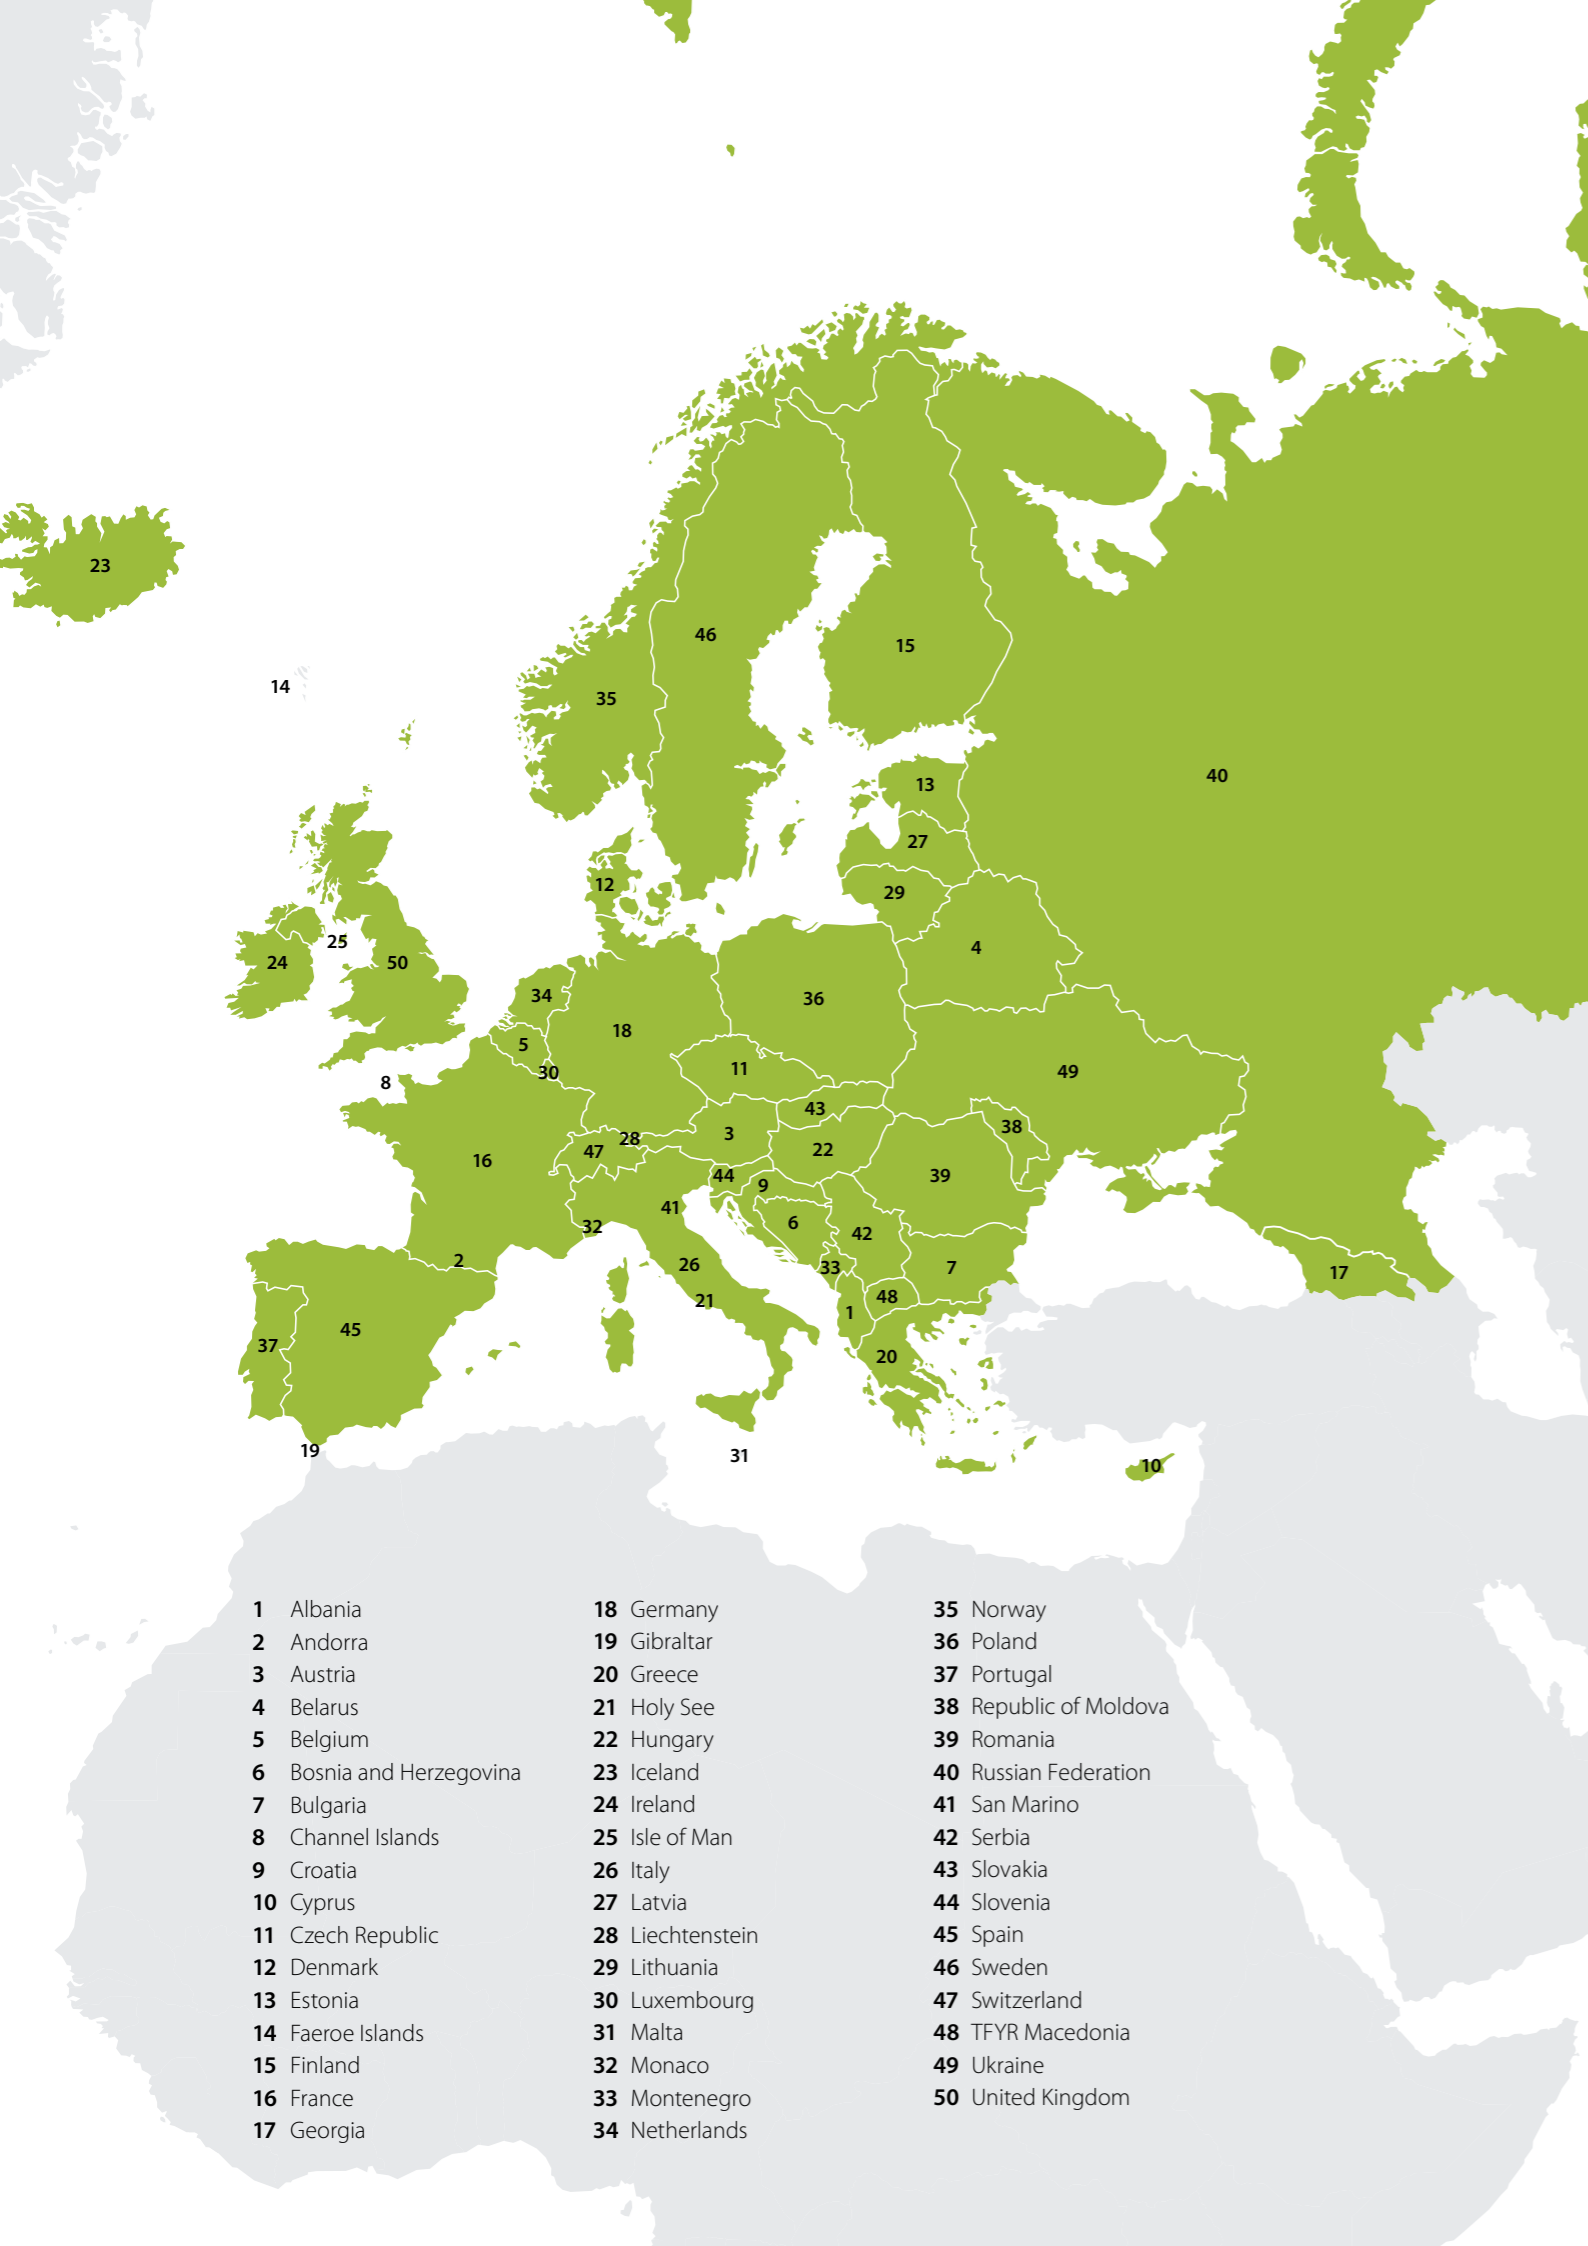 23
46
15
14
35
40
13
27
12
29
25
4
24
50
34
36
18
5
11
30
49
8
43
38
3
28
47
22
16
44
39
9
41
6
32
42
2
26
33
7
17
48
21
1
45
37
20
19
31
10
1 Albania
2 Andorra
3 Austria
4 Belarus
5 Belgium
6 Bosnia and Herzegovina
7 Bulgaria
8 Channel Islands
9 Croatia
10 Cyprus
11 Czech Republic
12 Denmark
13 Estonia
14 Faeroe Islands
15 Finland
16 France
17 Georgia
18 Germany
19 Gibraltar
20 Greece
21 Holy See
22 Hungary
23 Iceland
24 Ireland
25 Isle of Man
26 Italy
27 Latvia
28 Liechtenstein
29 Lithuania
30 Luxembourg
31 Malta
32 Monaco
33 Montenegro
34 Netherlands
35 Norway
36 Poland
37 Portugal
38 Republic of Moldova
39 Romania
40 Russian Federation
41 San Marino
42 Serbia
43 Slovakia
44 Slovenia
45 Spain
46 Sweden
47 Switzerland
48 TFYR Macedonia
49 Ukraine
50 United Kingdom